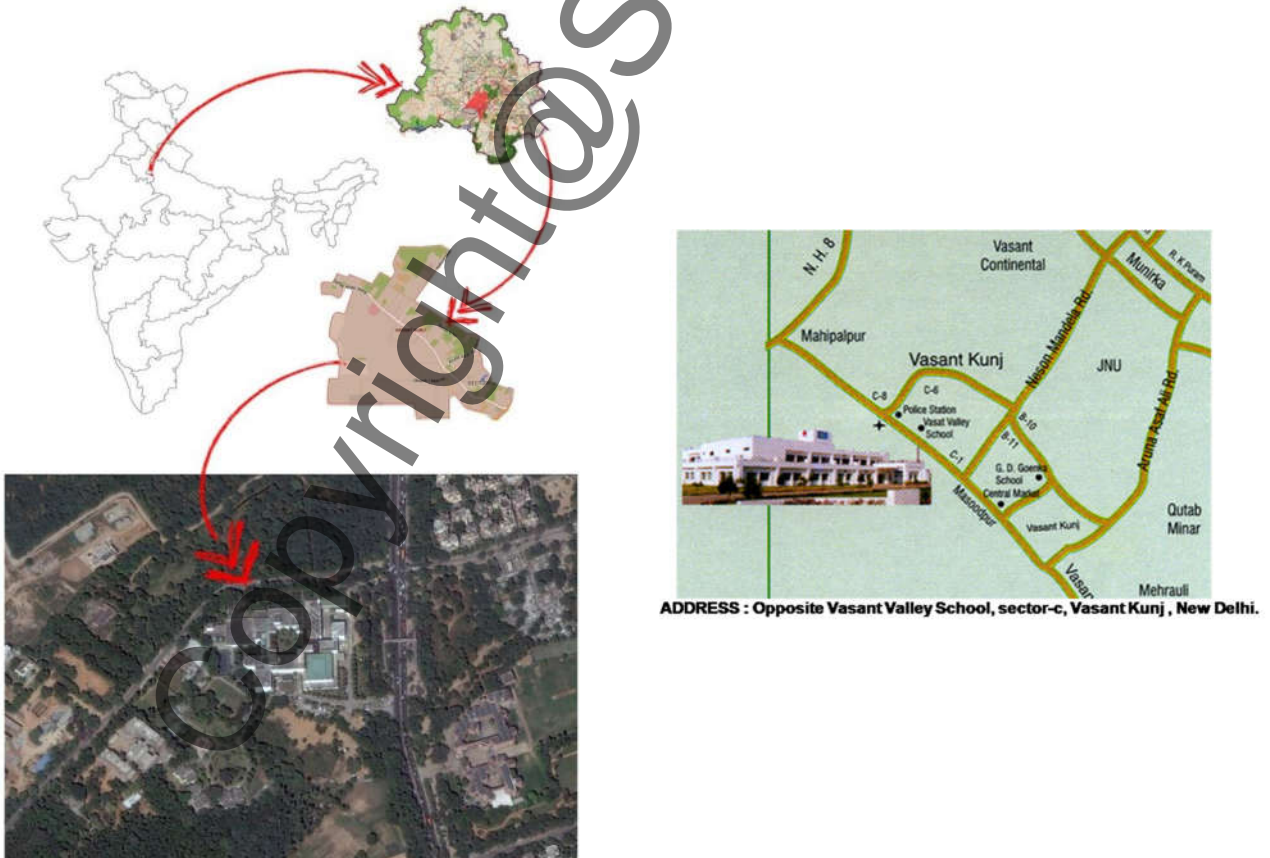 Copyright@S
N. H. 8
Vasant
Continental
Munirka
R. K Puram
Neson Mandela Rd.
Mahipalpur
Vasant Kunj
JNU
C-8
C-6
Police Station
Vasat Valley
School
B-10
B-11
C-1
Aruna Asaf Ali Rd.
G. D. Goenka
School
Central Market
Masoodpur
Vasant Kunj
Qutab
Minar
Vasan
Mehrauli
ADDRESS : Opposite Vasant Valley School, sector-c, Vasant Kunj , New Delhi.